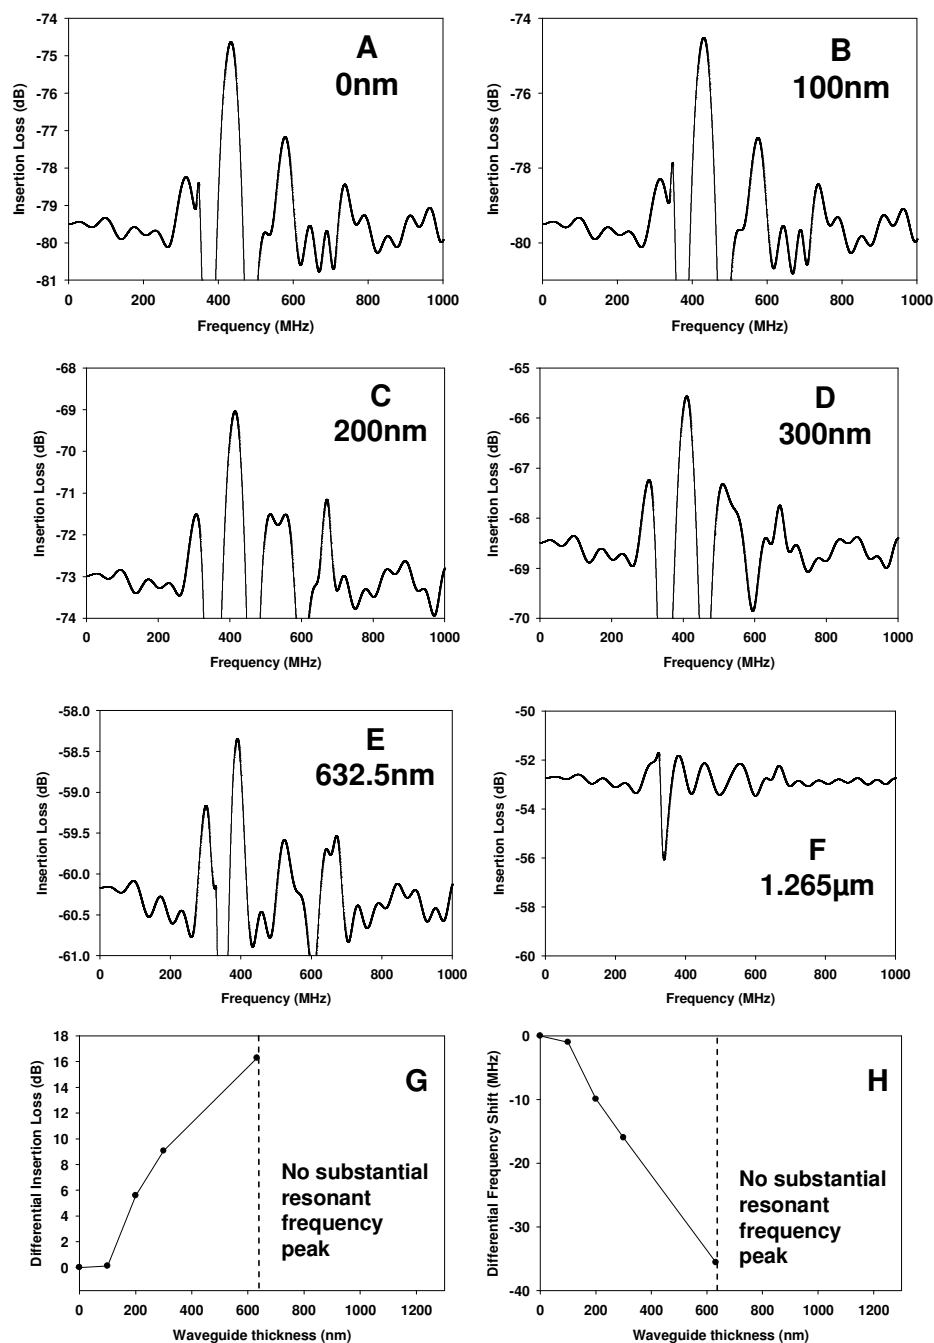 -74
-75
-76
-77
-78
-79
-80
-81
Insertion Loss (dB)
A
0nm
0 200 400 600 800 1000
Frequency (MHz)
-74
-76
-78
-80
Insertion Loss (dB)
B
100nm
0 200 400 600 800 1000
Frequency (MHz)
-68
-69
-70
-71
-72
-73
-74
Insertion Loss (dB)
C
200nm
0 200 400 600 800 1000
Frequency (MHz)
-65
-66
-67
-68
-69
-70
Insertion Loss (dB)
D
300nm
0 200 400 600 800 1000
Frequency (MHz)
-58.0
-58.5
-59.0
-59.5
-60.0
-60.5
-61.0
Insertion Loss (dB)
E
632.5nm
0 200 400 600 800 1000
Frequency (MHz)
-50
-52
-54
-56
-58
-60
Insertion Loss (dB)
F
1.265µm
0 200 400 600 800 1000
Frequency (MHz)
18
16
14
12
10
8
6
4
2
0
Differential Insertion Loss (dB)
G
No substantial
resonant
frequency
peak
0 200 400 600 800 1000 1200
Waveguide thickness (nm)
0
-10
-20
-30
-40
Differential Frequency Shift (MHz)
H
No substantial
resonant
frequency
peak
0 200 400 600 800 1000 1200
Waveguide thickness (nm)